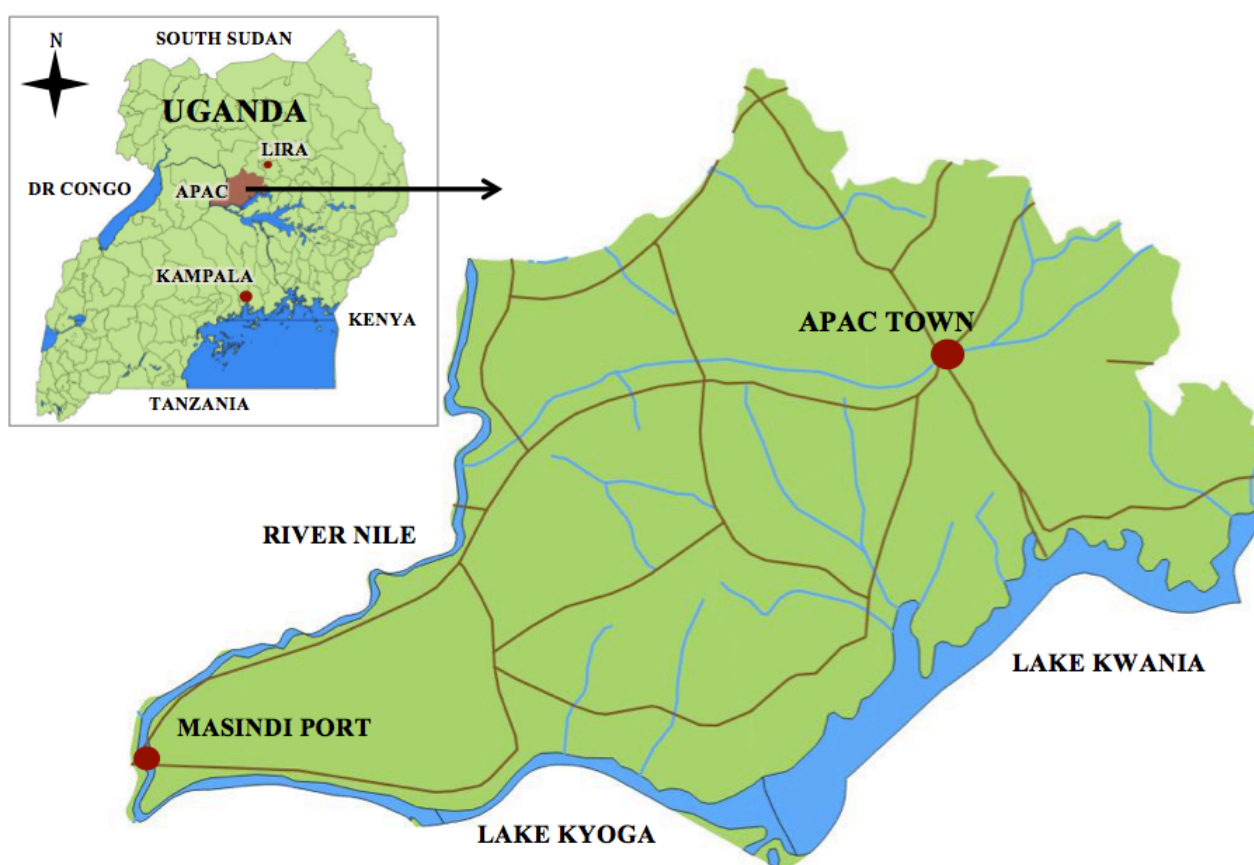 N
SOUTH SUDAN
UGANDA
LIRA
DR CONGO
APAC
KAMPALA
KENYA
TANZANIA
APAC TOWN
RIVER NILE
LAKE KWANIA
MASINDI PORT
LAKE KYOGA